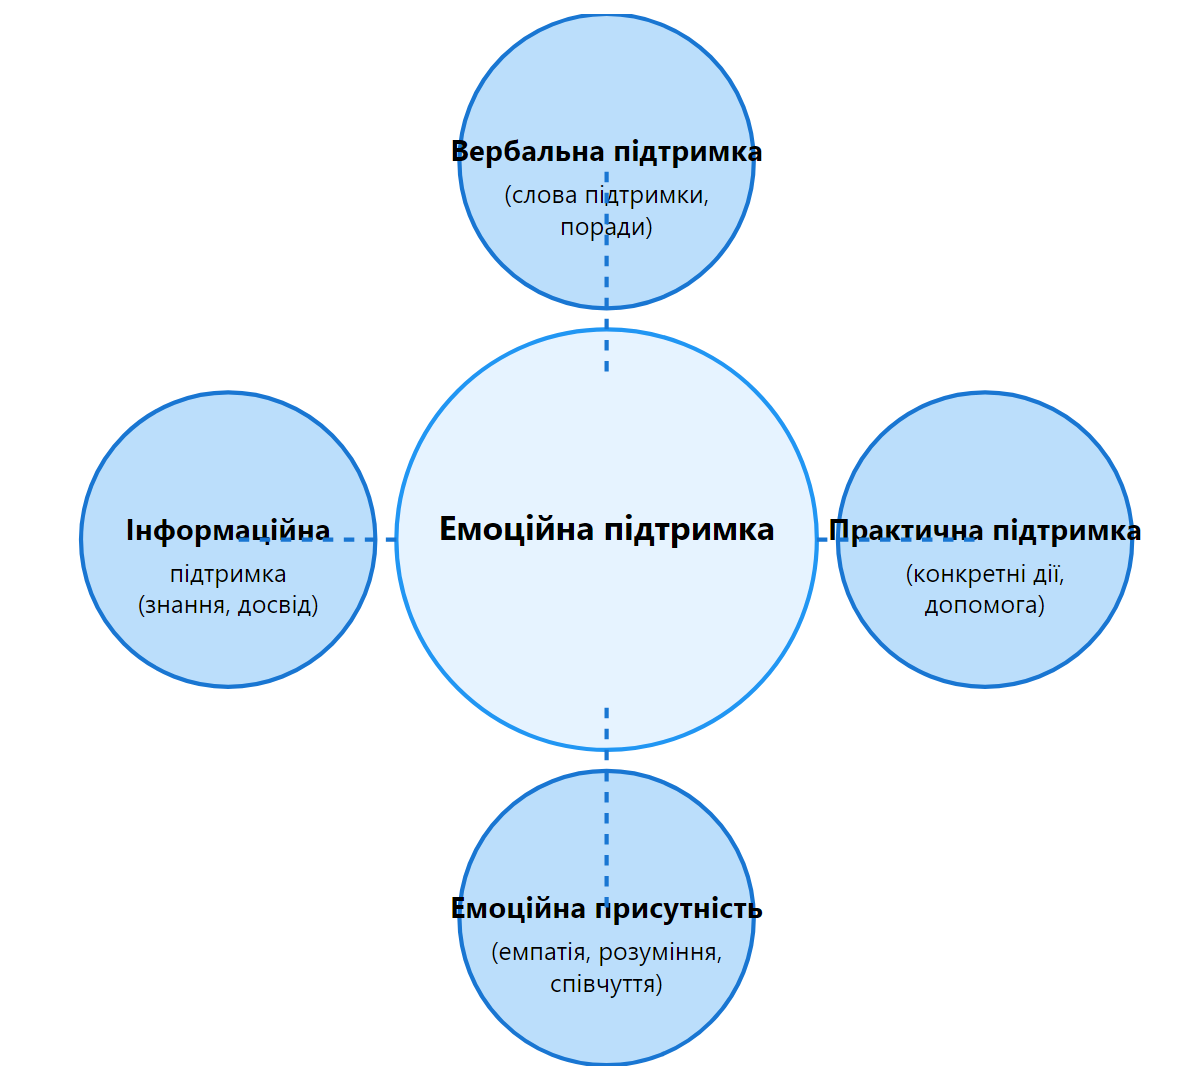 Вербальна підтримка
(слова підтримки,
поради)
Емоційна підтримка
Інформаційна
підтримка
(знання, досвід)
Практична підтримка
(конкретні дії,
допомога)
Емоційна присутність
(емпатія, розуміння,
співчуття)